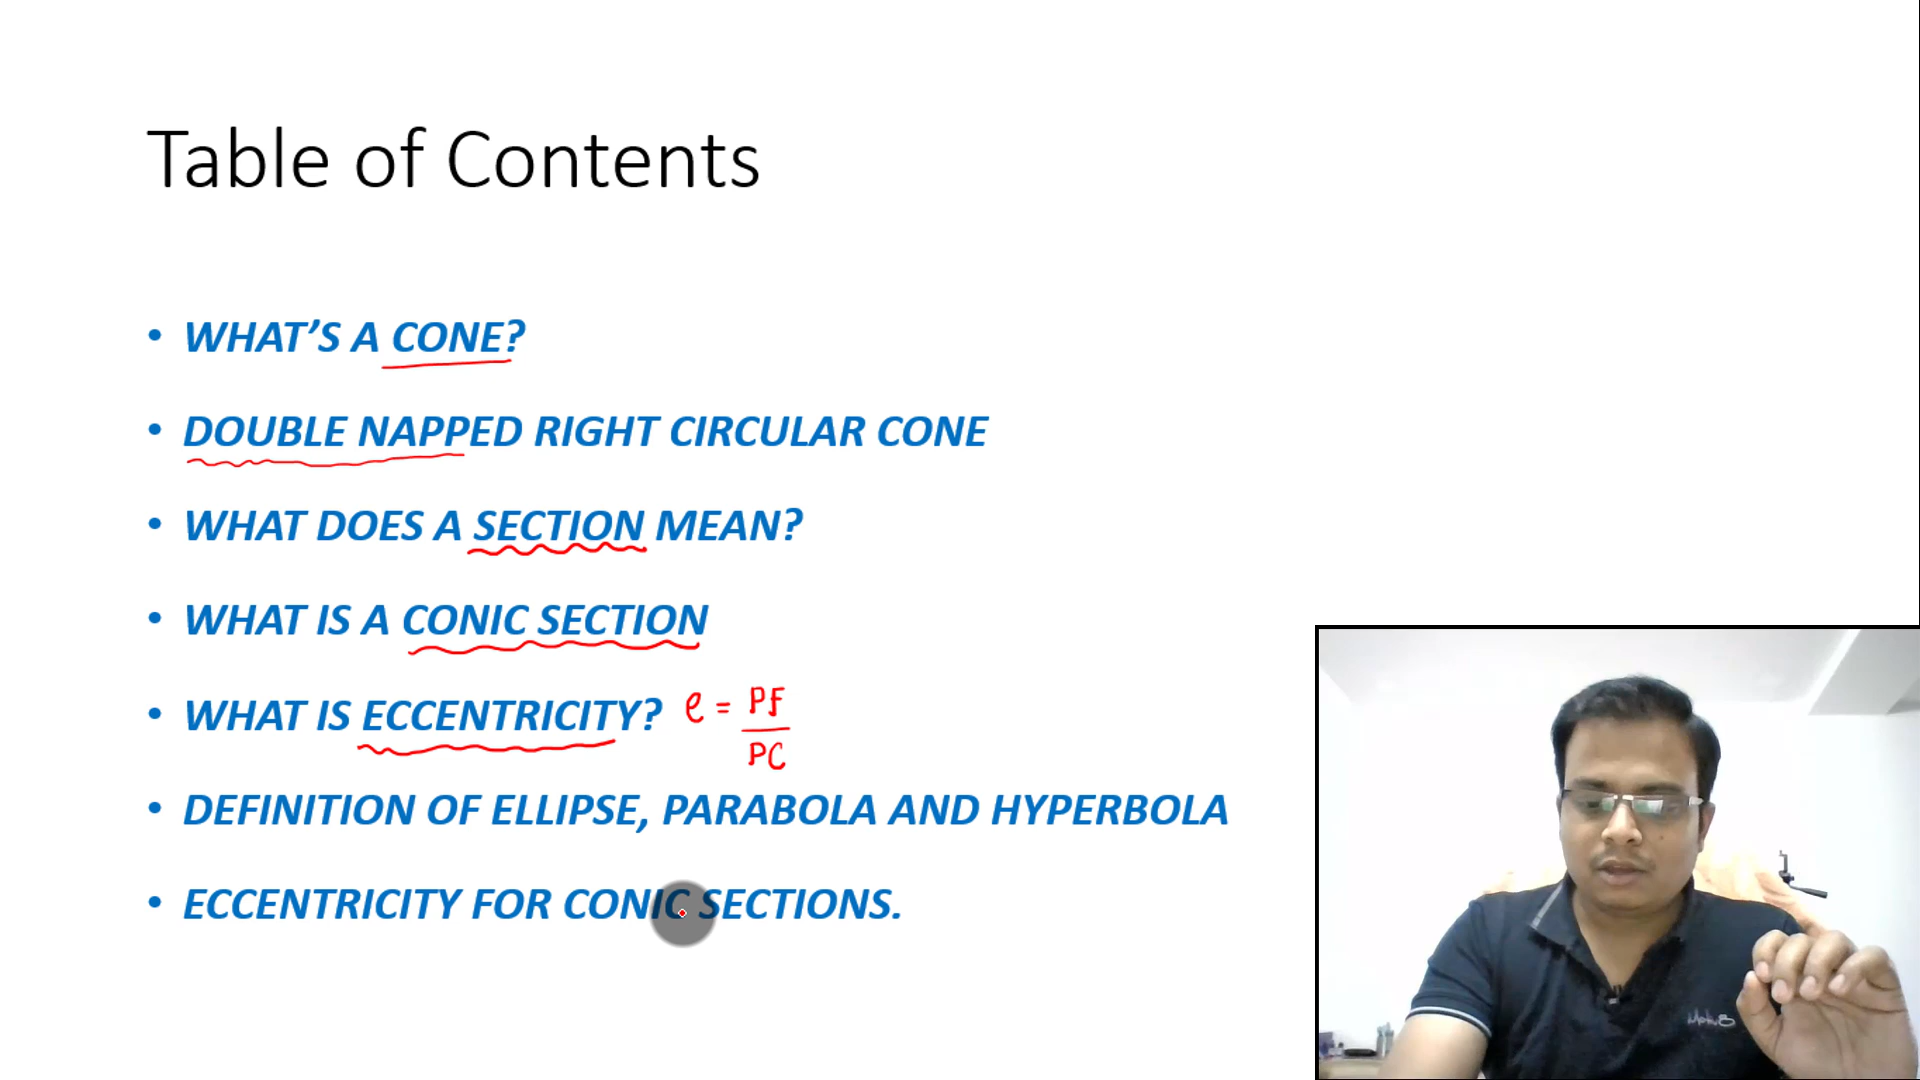 Table of Contents
• WHAT’S A CONE?
• DOUBLE NAPPED RIGHT CIRCULAR CONE
• WHAT DOES A SECTION MEAN?
• WHAT IS A CONIC SECTION
• WHAT IS ECCENTRICITY? e = PF / PC
• DEFINITION OF ELLIPSE, PARABOLA AND HYPERBOLA
• ECCENTRICITY FOR CONIC SECTIONS.